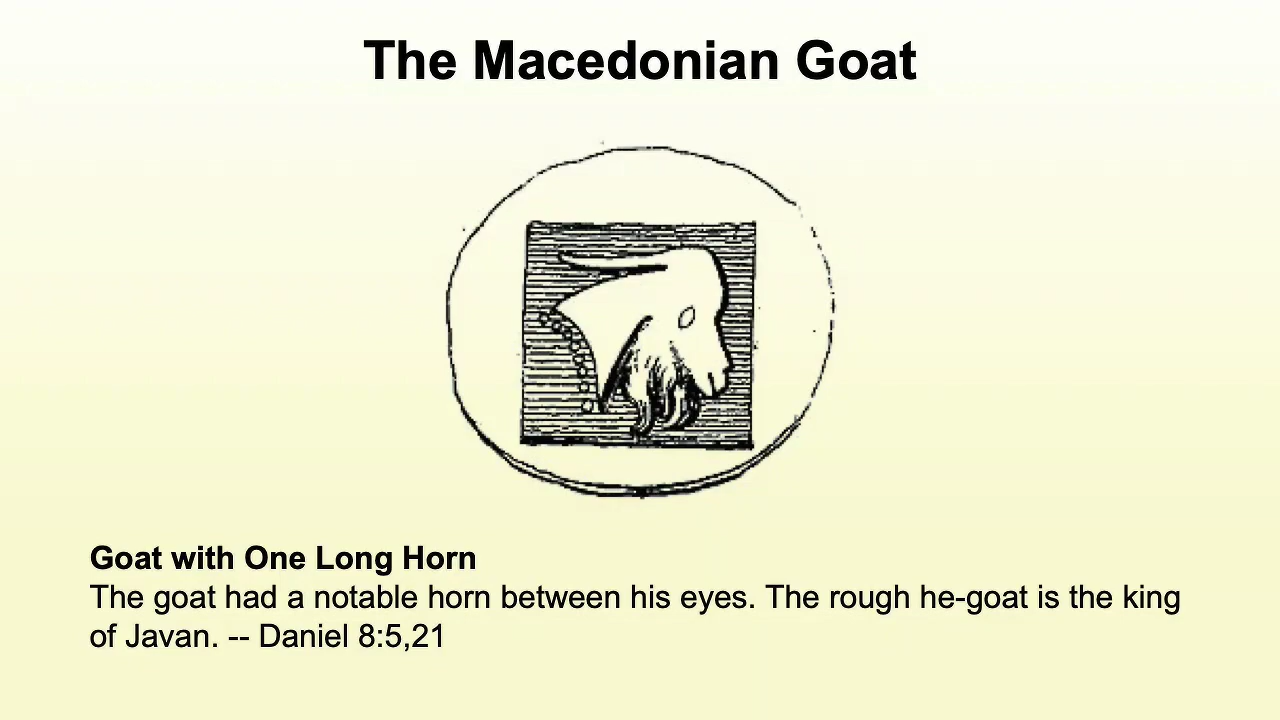 The Macedonian Goat
Goat with One Long Horn
The goat had a notable horn between his eyes. The rough he-goat is the king
of Javan. -- Daniel 8:5,21